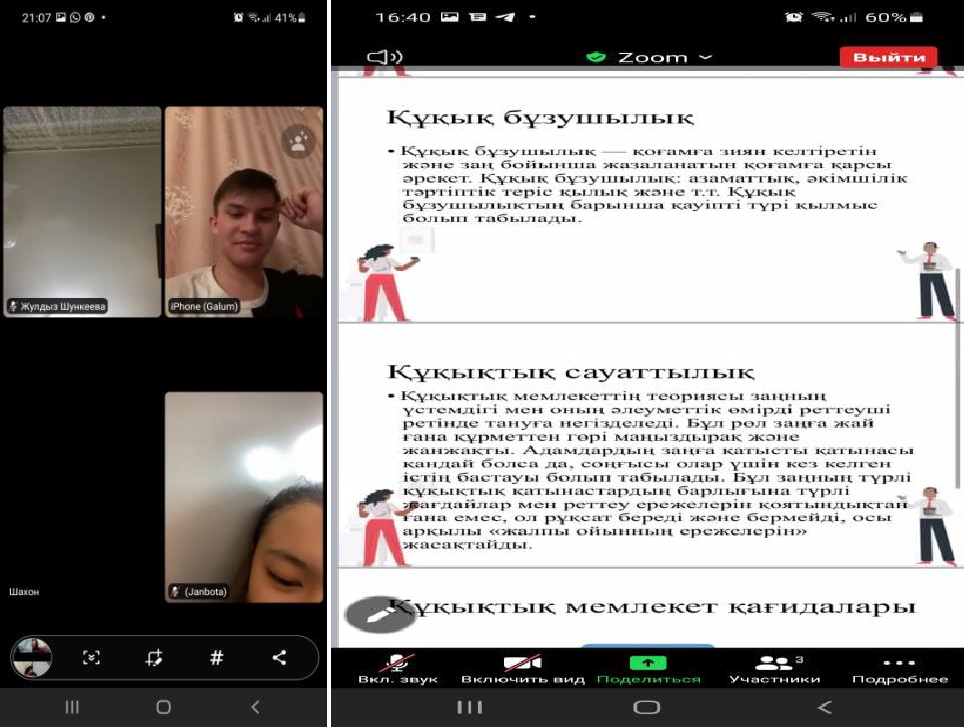 21:07
41%
Жулдыз Шункеева
iPhone (Galum)
Шахон
(Janbota)
16:40
60%
Zoom
Выйти
Құқық бұзушылық
• Құқық бұзушылық — қоғамға зиян келтіретін
және заң бойынша жазаланатын қоғамға қарсы
әрекет. Құқық бұзушылық: азаматтық, әкімшілік
тәртіптік теріс қылық және т.т. Құқық
бұзушылықтың барынша қауіпті түрі қылмыс
болып табылады.
Құқықтық сауаттылық
• Құқықтық мемлекеттің теориясы заңның
үстемдігі мен оның әлеуметтік өмірді реттеуші
ретінде тануға негізделеді. Бұл рөл заңға жай
ғана құрметтен гөрі маңыздырақ және
жанжақты. Адамдардың заңға қатысты қатынасы
қандай болса да, соңғысы олар үшін кез келген
істің бастауы болып табылады. Бұл заңның түрлі
құқықтық қатынастардың барлығына түрлі
жағдайлар мен реттеу ережелерін қоятындықтан
ғана емес, ол рұқсат береді және бермейді, осы
арқылы «жалпы ойынның ережелерін»
жасақтайды.
Құқықтық мемлекет қағидалары
3
Вкл. звук
Включить вид
Поделиться
Участники
Подробнее